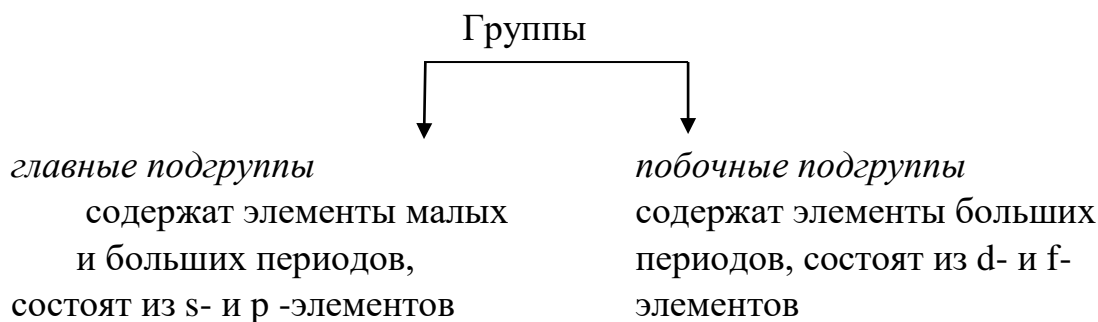 Группы
главные подгруппы
содержат элементы малых
и больших периодов,
состоят из s- и p -элементов
побочные подгруппы
содержат элементы больших
периодов, состоят из d- и f-
элементов